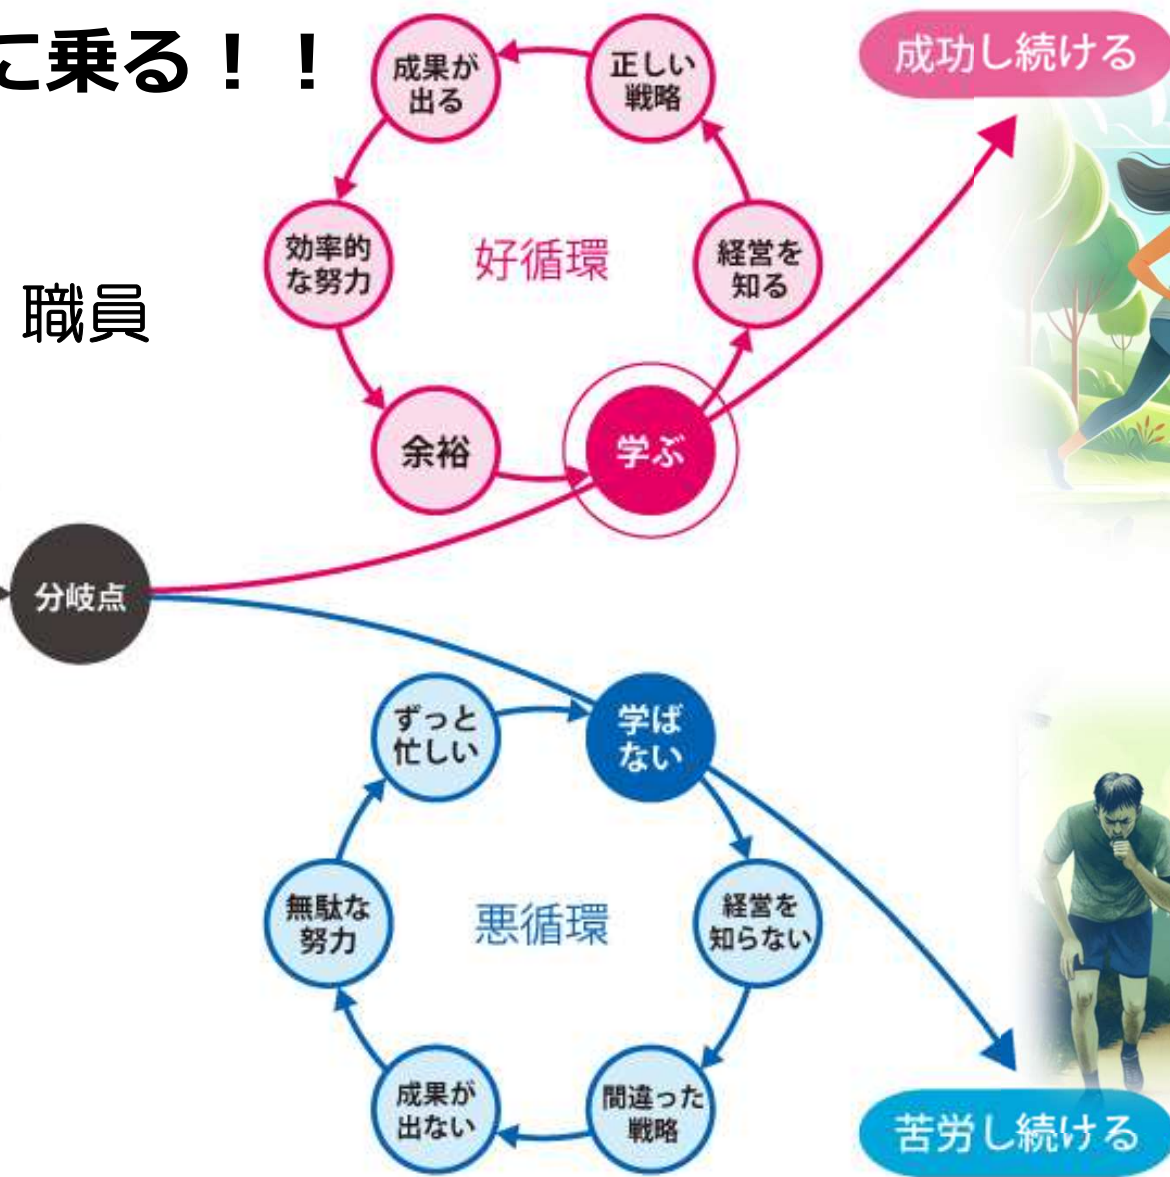 に乗る！！
成功し続ける
成果が
出る
正しい
戦略
効率的
な努力
好循環
経営を
知る
職員
余裕
学ぶ
分岐点
ずっと
忙しい
学ば
ない
無駄な
努力
悪循環
経営を
知らない
成果が
出ない
間違った
戦略
苦労し続ける